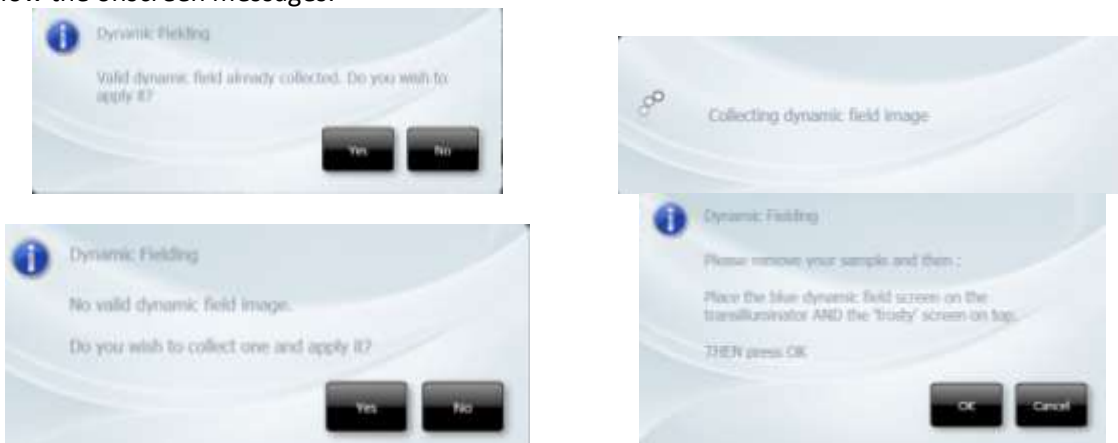 low the onscreen messages.
Dynamic Fielding
Valid dynamic field already collected. Do you wish to
apply it?
Yes
No
Collecting dynamic field image
Dynamic Fielding
No valid dynamic field image.
Do you wish to collect one and apply it?
Yes
No
Dynamic Fielding
Please remove your sample and then :
Place the blue dynamic field screen on the
transilluminator AND the 'frosty' screen on top.
THEN press OK
OK
Cancel